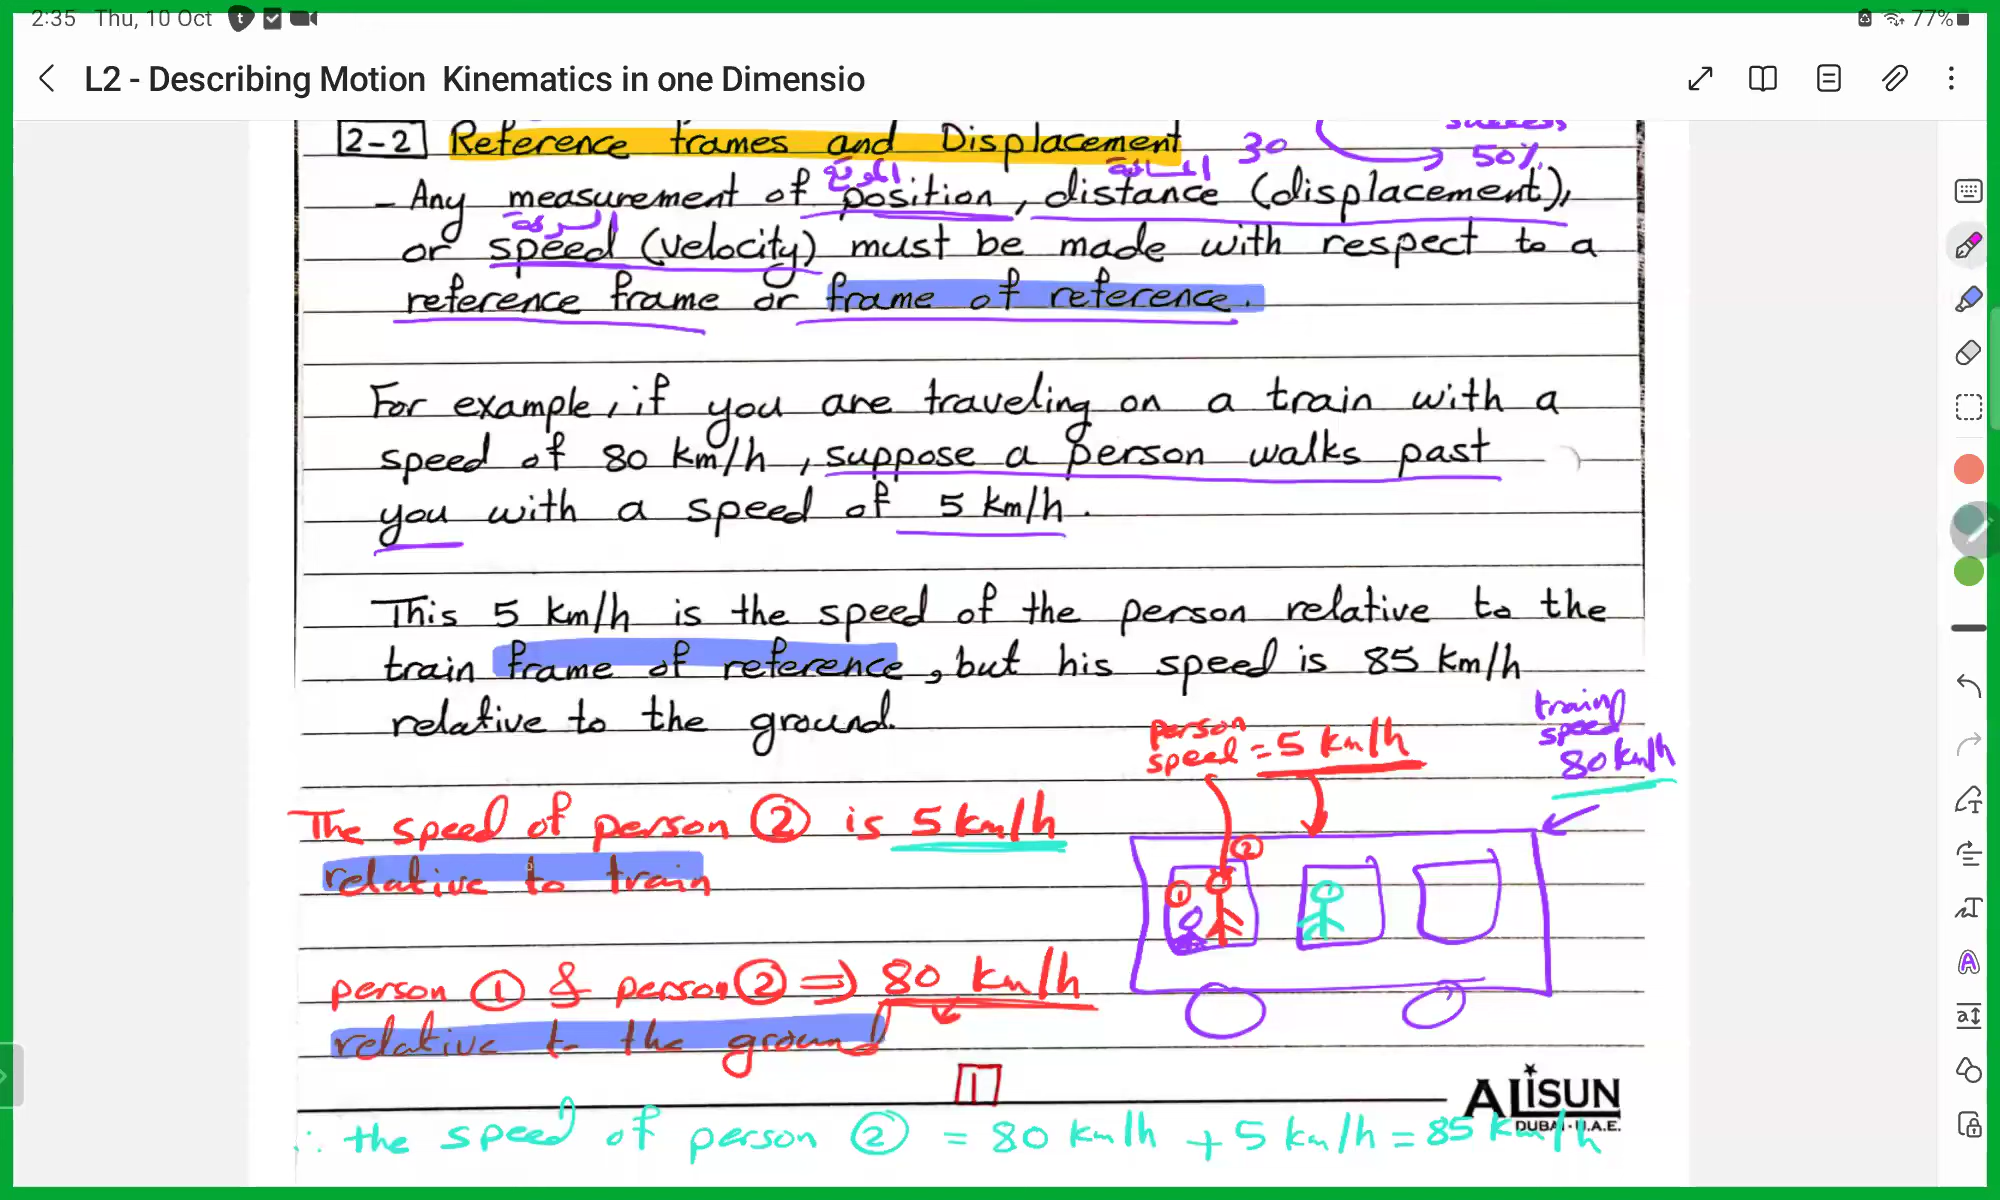 2:35 Thu, 10 Oct
77%
L2 - Describing Motion Kinematics in one Dimensio
2-2 Reference frames and Displacement
30
success
50%
الموقع
المسافة
- Any measurement of position, distance (displacement),
السرعة
or speed (velocity) must be made with respect to a
reference frame or frame of reference.
For example, if you are traveling on a train with a
speed of 80 km/h, suppose a person walks past
you with a speed of 5 km/h.
This 5 km/h is the speed of the person relative to the
train frame of reference, but his speed is 85 km/h
relative to the ground.
person
speed = 5 km/h
train
speed
80 km/h
The speed of person ② is 5 km/h
relative to train
②
①
person ① & person ② ⇒ 80 km/h
relative to the ground
1
ALISUN
DUBAI - U.A.E.
∴ the speed of person ② = 80 km/h + 5 km/h = 85 km/h